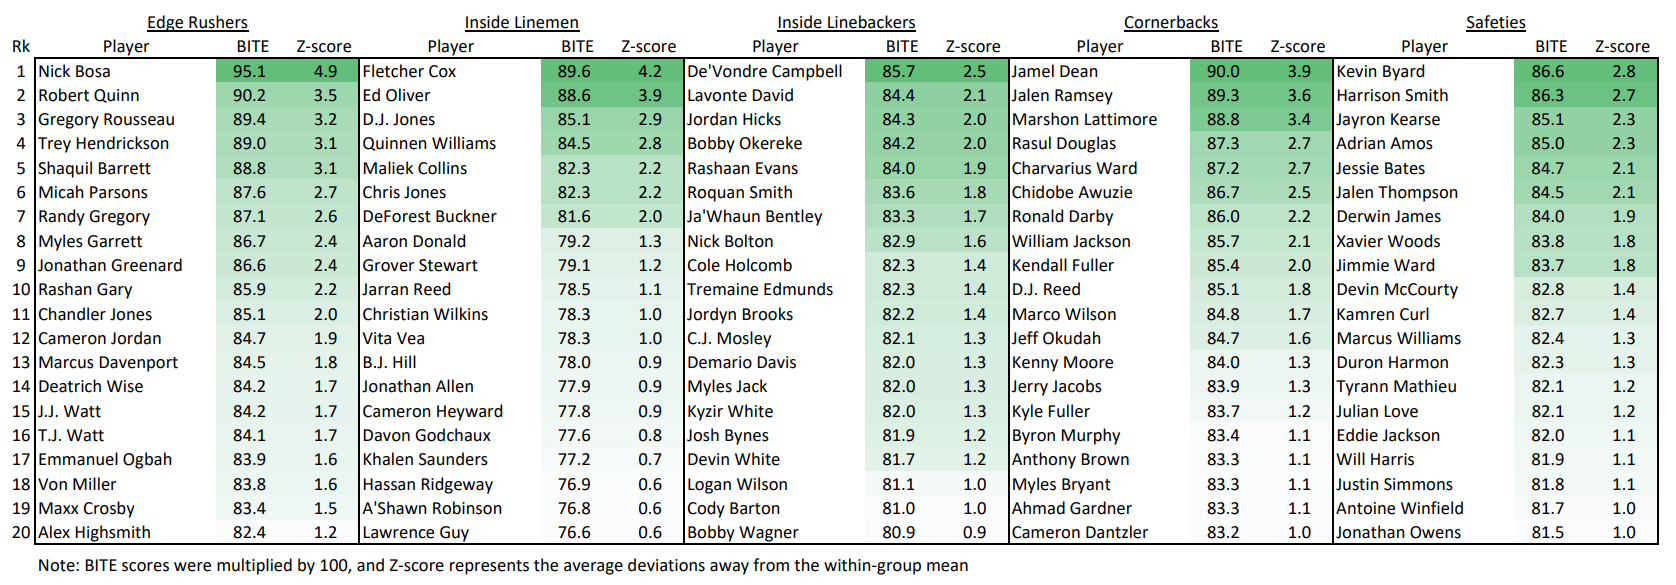 Edge Rushers Inside Linemen Inside Linebackers Cornerbacks Safeties
Rk Player BITE Z-score Player BITE Z-score Player BITE Z-score Player BITE Z-score Player BITE Z-score
1 Nick Bosa 95.1 4.9 Fletcher Cox 89.6 4.2 De'Vondre Campbell 85.7 2.5 Jamel Dean 90.0 3.9 Kevin Byard 86.6 2.8
2 Robert Quinn 90.2 3.5 Ed Oliver 88.6 3.9 Lavonte David 84.4 2.1 Jalen Ramsey 89.3 3.6 Harrison Smith 86.3 2.7
3 Gregory Rousseau 89.4 3.2 D.J. Jones 85.1 2.9 Jordan Hicks 84.3 2.0 Marshon Lattimore 88.8 3.4 Jayron Kearse 85.1 2.3
4 Trey Hendrickson 89.0 3.1 Quinnen Williams 84.5 2.8 Bobby Okereke 84.2 2.0 Rasul Douglas 87.3 2.7 Adrian Amos 85.0 2.3
5 Shaquil Barrett 88.8 3.1 Maliek Collins 82.3 2.2 Rashaan Evans 84.0 1.9 Charvarius Ward 87.2 2.7 Jessie Bates 84.7 2.1
6 Micah Parsons 87.6 2.7 Chris Jones 82.3 2.2 Roquan Smith 83.6 1.8 Chidobe Awuzie 86.7 2.5 Jalen Thompson 84.5 2.1
7 Randy Gregory 87.1 2.6 DeForest Buckner 81.6 2.0 Ja'Whaun Bentley 83.3 1.7 Ronald Darby 86.0 2.2 Derwin James 84.0 1.9
8 Myles Garrett 86.7 2.4 Aaron Donald 79.2 1.3 Nick Bolton 82.9 1.6 William Jackson 85.7 2.1 Xavier Woods 83.8 1.8
9 Jonathan Greenard 86.6 2.4 Grover Stewart 79.1 1.2 Cole Holcomb 82.3 1.4 Kendall Fuller 85.4 2.0 Jimmie Ward 83.7 1.8
10 Rashan Gary 85.9 2.2 Jarran Reed 78.5 1.1 Tremaine Edmunds 82.3 1.4 D.J. Reed 85.1 1.8 Devin McCourty 82.8 1.4
11 Chandler Jones 85.1 2.0 Christian Wilkins 78.3 1.0 Jordyn Brooks 82.2 1.4 Marco Wilson 84.8 1.7 Kamren Curl 82.7 1.4
12 Cameron Jordan 84.7 1.9 Vita Vea 78.3 1.0 C.J. Mosley 82.1 1.3 Jeff Okudah 84.7 1.6 Marcus Williams 82.4 1.3
13 Marcus Davenport 84.5 1.8 B.J. Hill 78.0 0.9 Demario Davis 82.0 1.3 Kenny Moore 84.0 1.3 Duron Harmon 82.3 1.3
14 Deatrich Wise 84.2 1.7 Jonathan Allen 77.9 0.9 Myles Jack 82.0 1.3 Jerry Jacobs 83.9 1.3 Tyrann Mathieu 82.1 1.2
15 J.J. Watt 84.2 1.7 Cameron Heyward 77.8 0.9 Kyzir White 82.0 1.3 Kyle Fuller 83.7 1.2 Julian Love 82.1 1.2
16 T.J. Watt 84.1 1.7 Davon Godchaux 77.6 0.8 Josh Bynes 81.9 1.2 Byron Murphy 83.4 1.1 Eddie Jackson 82.0 1.1
17 Emmanuel Ogbah 83.9 1.6 Khalen Saunders 77.2 0.7 Devin White 81.7 1.2 Anthony Brown 83.3 1.1 Will Harris 81.9 1.1
18 Von Miller 83.8 1.6 Hassan Ridgeway 76.9 0.6 Logan Wilson 81.1 1.0 Myles Bryant 83.3 1.1 Justin Simmons 81.8 1.1
19 Maxx Crosby 83.4 1.5 A'Shawn Robinson 76.8 0.6 Cody Barton 81.0 1.0 Ahmad Gardner 83.3 1.1 Antoine Winfield 81.7 1.0
20 Alex Highsmith 82.4 1.2 Lawrence Guy 76.6 0.6 Bobby Wagner 80.9 0.9 Cameron Dantzler 83.2 1.0 Jonathan Owens 81.5 1.0
Note: BITE scores were multiplied by 100, and Z-score represents the average deviations away from the within-group mean